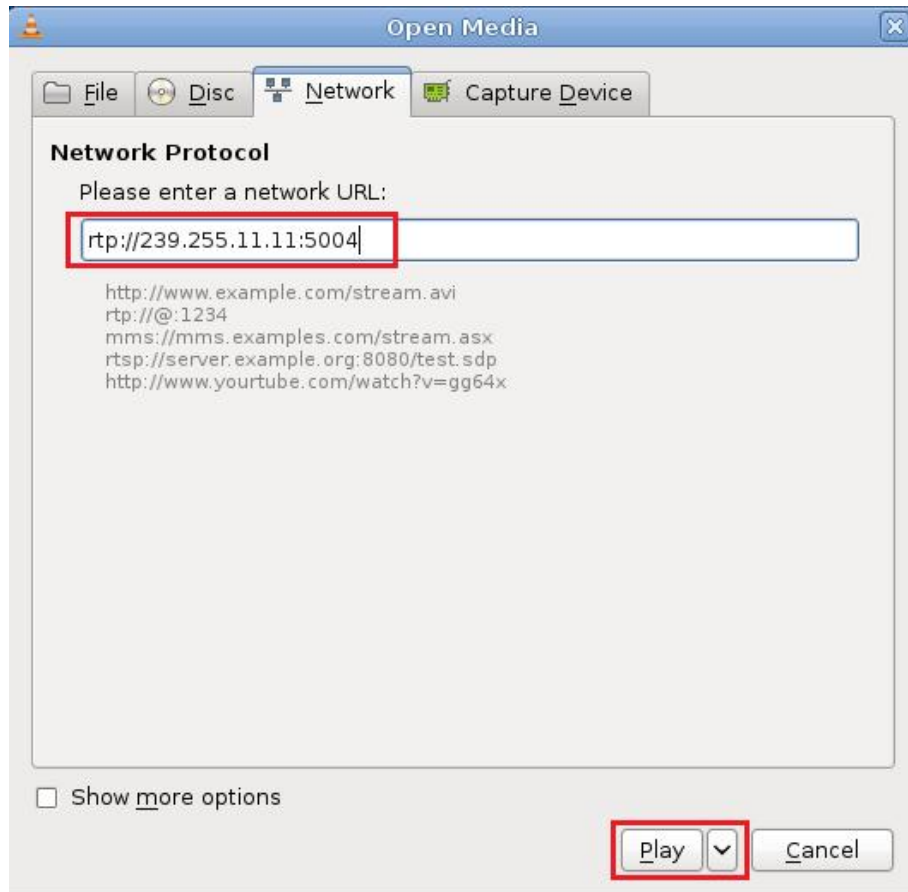 Open Media
File Disc Network Capture Device
Network Protocol
Please enter a network URL:
rtp://239.255.11.11:5004
http://www.example.com/stream.avi
rtp://@:1234
mms://mms.examples.com/stream.asx
rtsp://server.example.org:8080/test.sdp
http://www.yourtube.com/watch?v=gg64x
Show more options
Play Cancel